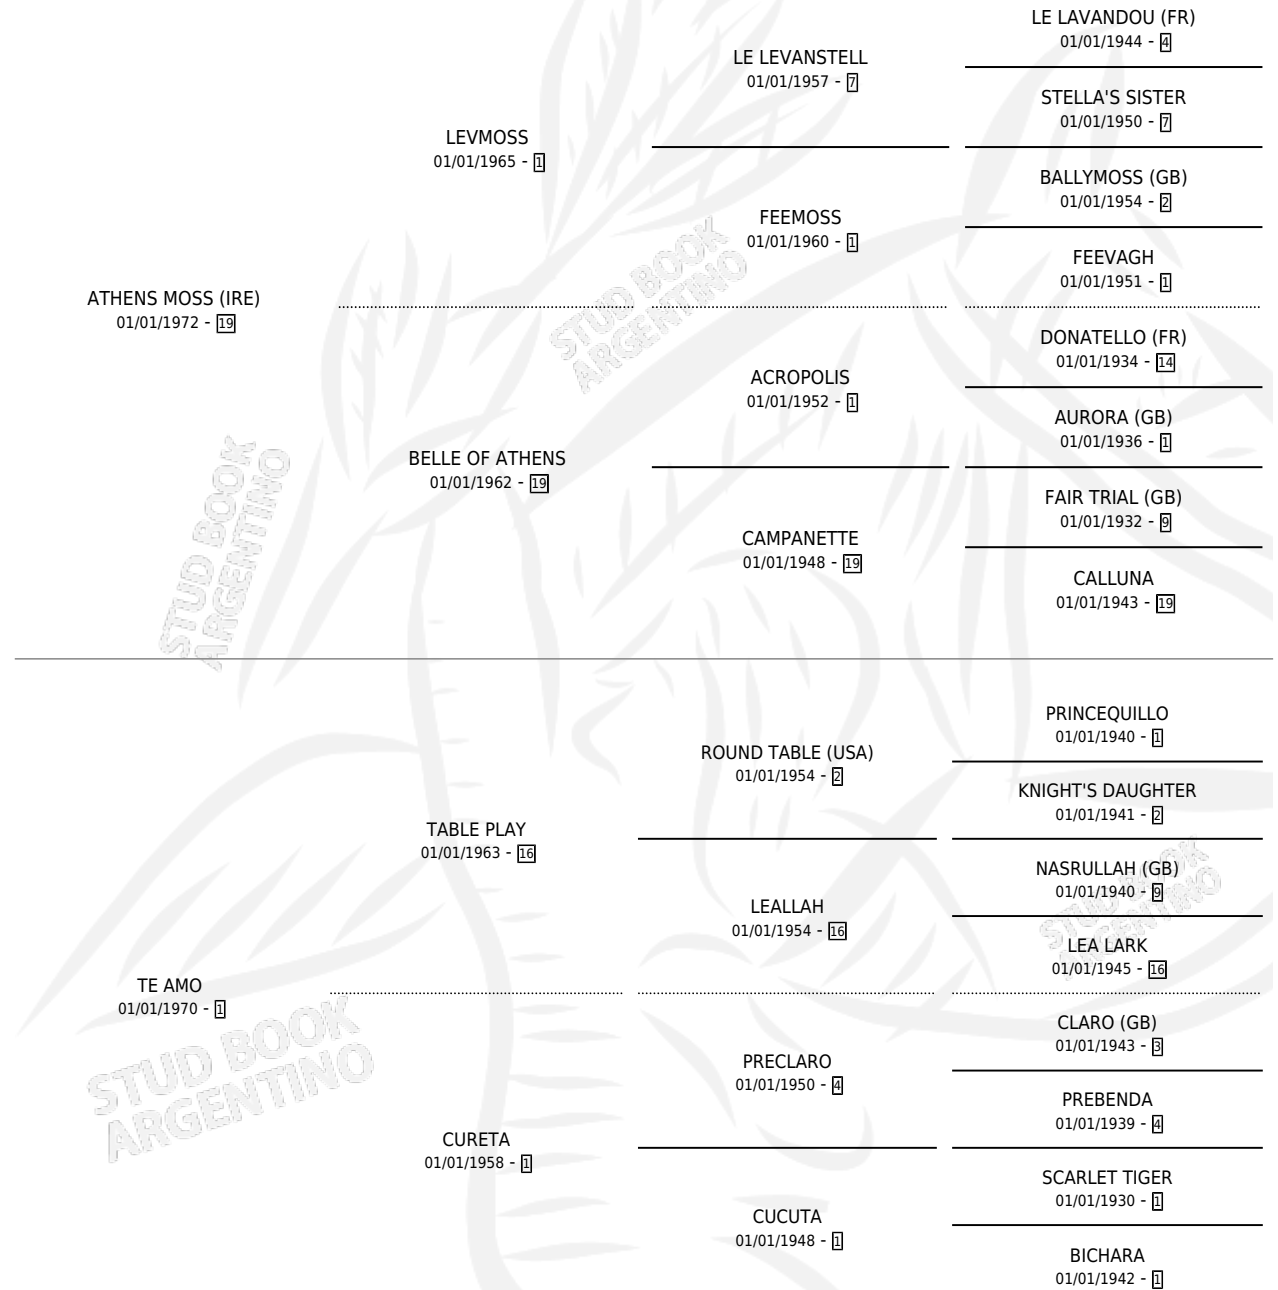 LE LAVANDOU (FR)
01/01/1944 - 4
LE LEVANSTELL
01/01/1957 - 7
STELLA'S SISTER
01/01/1950 - 7
LEVMOSS
01/01/1965 - 1
BALLYMOSS (GB)
01/01/1954 - 2
FEEMOSS
01/01/1960 - 1
FEEVAGH
01/01/1951 - 1
ATHENS MOSS (IRE)
01/01/1972 - 19
DONATELLO (FR)
01/01/1934 - 14
ACROPOLIS
01/01/1952 - 1
AURORA (GB)
01/01/1936 - 1
BELLE OF ATHENS
01/01/1962 - 19
FAIR TRIAL (GB)
01/01/1932 - 9
CAMPANETTE
01/01/1948 - 19
CALLUNA
01/01/1943 - 19
PRINCEQUILLO
01/01/1940 - 1
ROUND TABLE (USA)
01/01/1954 - 2
KNIGHT'S DAUGHTER
01/01/1941 - 2
TABLE PLAY
01/01/1963 - 16
NASRULLAH (GB)
01/01/1940 - 9
LEALLAH
01/01/1954 - 16
LEA LARK
01/01/1945 - 16
TE AMO
01/01/1970 - 1
CLARO (GB)
01/01/1943 - 3
PRECLARO
01/01/1950 - 4
PREBENDA
01/01/1939 - 4
CURETA
01/01/1958 - 1
SCARLET TIGER
01/01/1930 - 1
CUCUTA
01/01/1948 - 1
BICHARA
01/01/1942 - 1
STUD BOOK
ARGENTINO
STUD BOOK
ARGENTINO
STUD BOOK
ARGENTINO
STUD BOOK
ARGENTINO